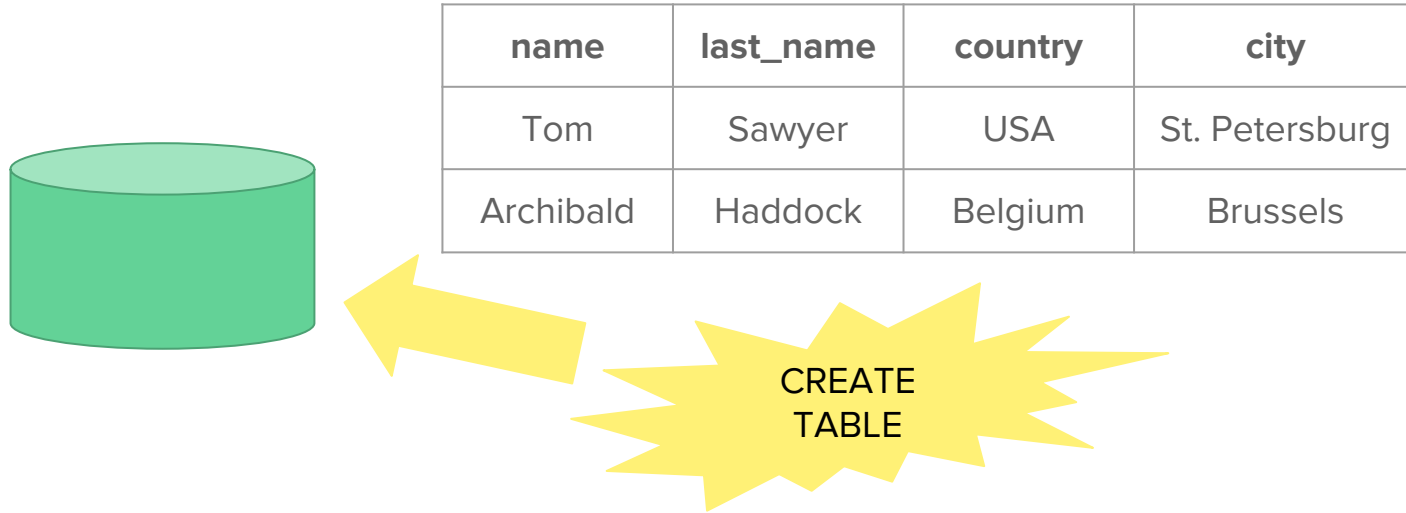 name last_name country city
Tom Sawyer USA St. Petersburg
Archibald Haddock Belgium Brussels
CREATE
TABLE